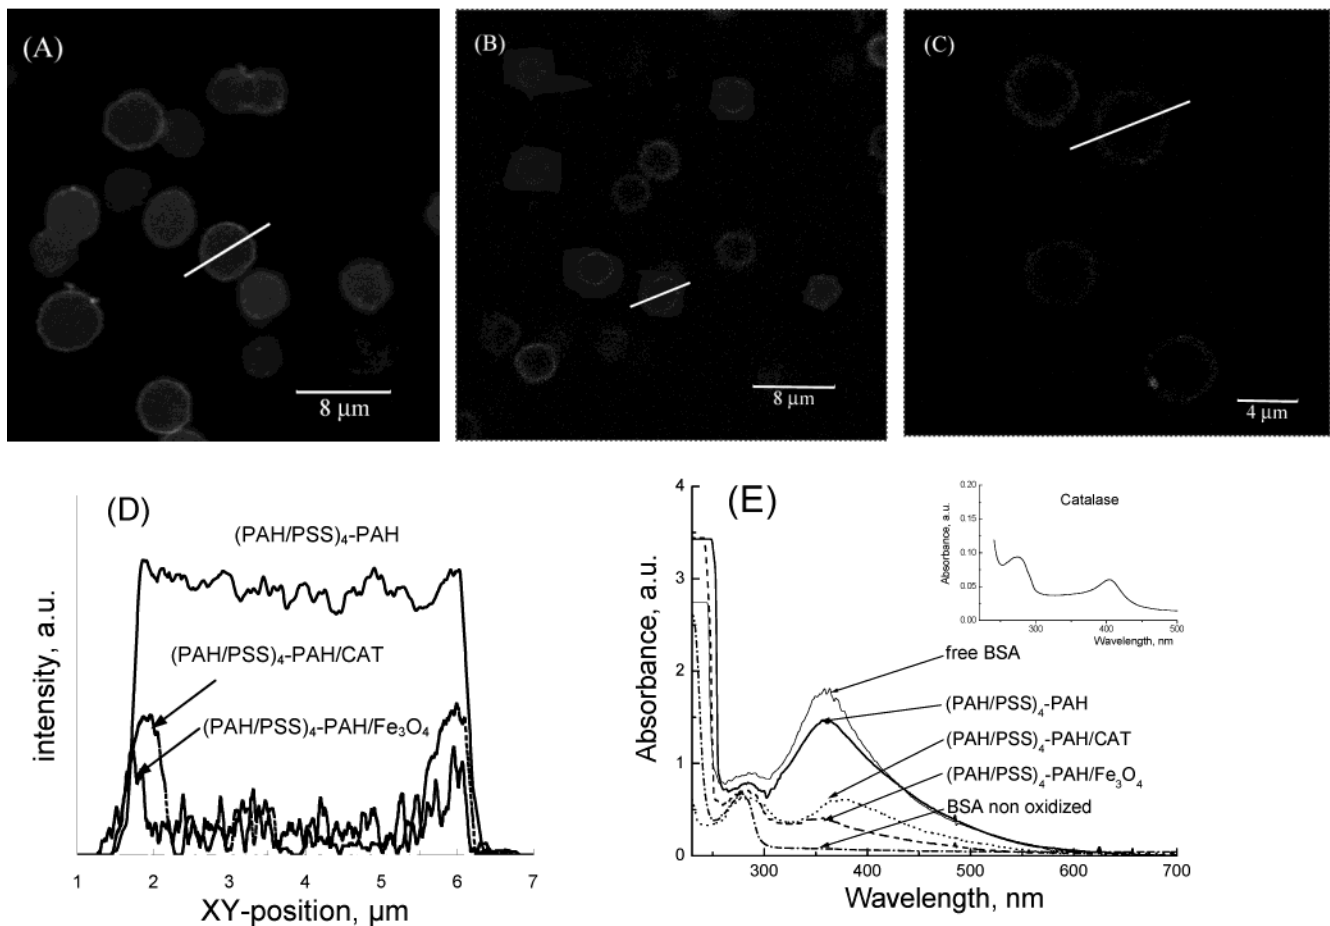 (A)
8 μm
(B)
8 μm
(C)
4 μm
(D)
(PAH/PSS)₄-PAH
(PAH/PSS)₄-PAH/CAT
(PAH/PSS)₄-PAH/Fe₃O₄
intensity, a.u.
1 2 3 4 5 6 7
XY-position, μm
(E)
4
3
2
1
0
Absorbance, a.u.
free BSA
(PAH/PSS)₄-PAH
(PAH/PSS)₄-PAH/CAT
(PAH/PSS)₄-PAH/Fe₃O₄
BSA non oxidized
300 400 500 600 700
Wavelength, nm
Catalase
0.20
0.15
0.10
0.05
0.00
Absorbance, a.u.
300 400 500
Wavelength, nm